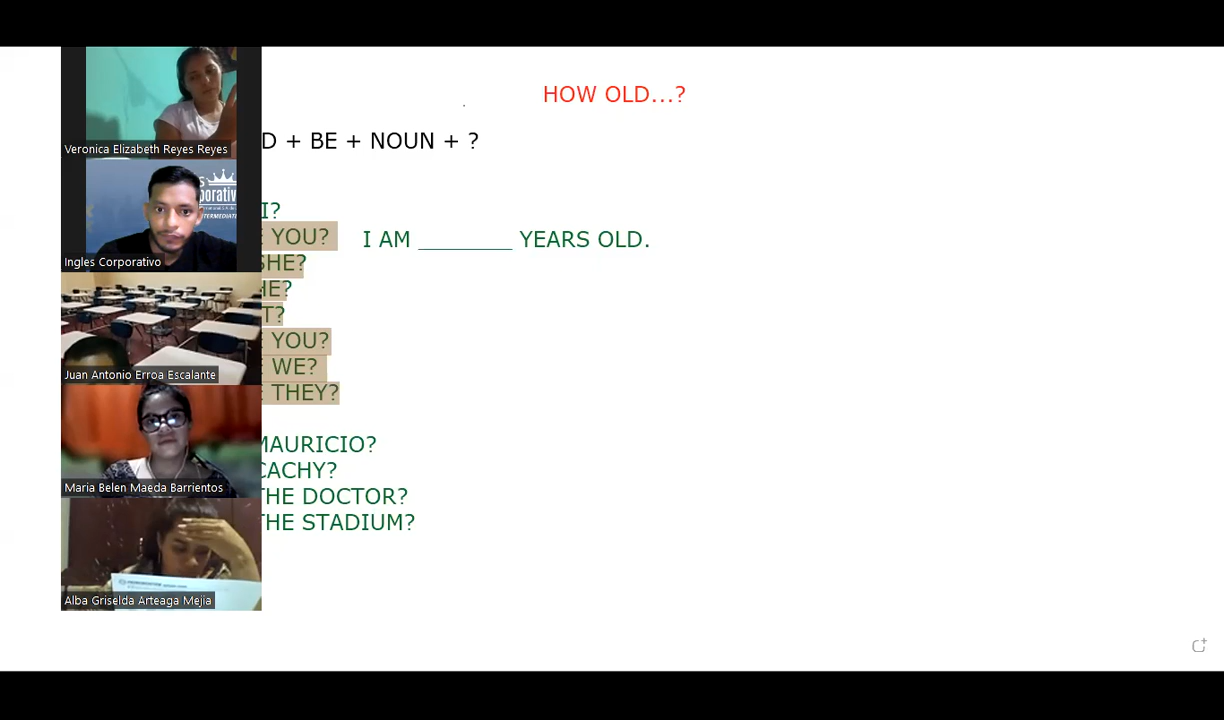 HOW OLD...?
D + BE + NOUN + ?
I?
YOU?
I AM ________ YEARS OLD.
SHE?
HE?
T?
YOU?
WE?
THEY?
MAURICIO?
CACHY?
THE DOCTOR?
THE STADIUM?
Veronica Elizabeth Reyes Reyes
Ingles Corporativo
Juan Antonio Erroa Escalante
Maria Belen Maeda Barrientos
Alba Griselda Arteaga Mejia